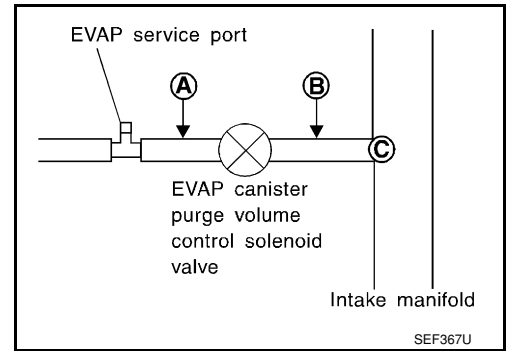 EVAP service port
A
B
C
EVAP canister
purge volume
control solenoid
valve
Intake manifold
SEF367U